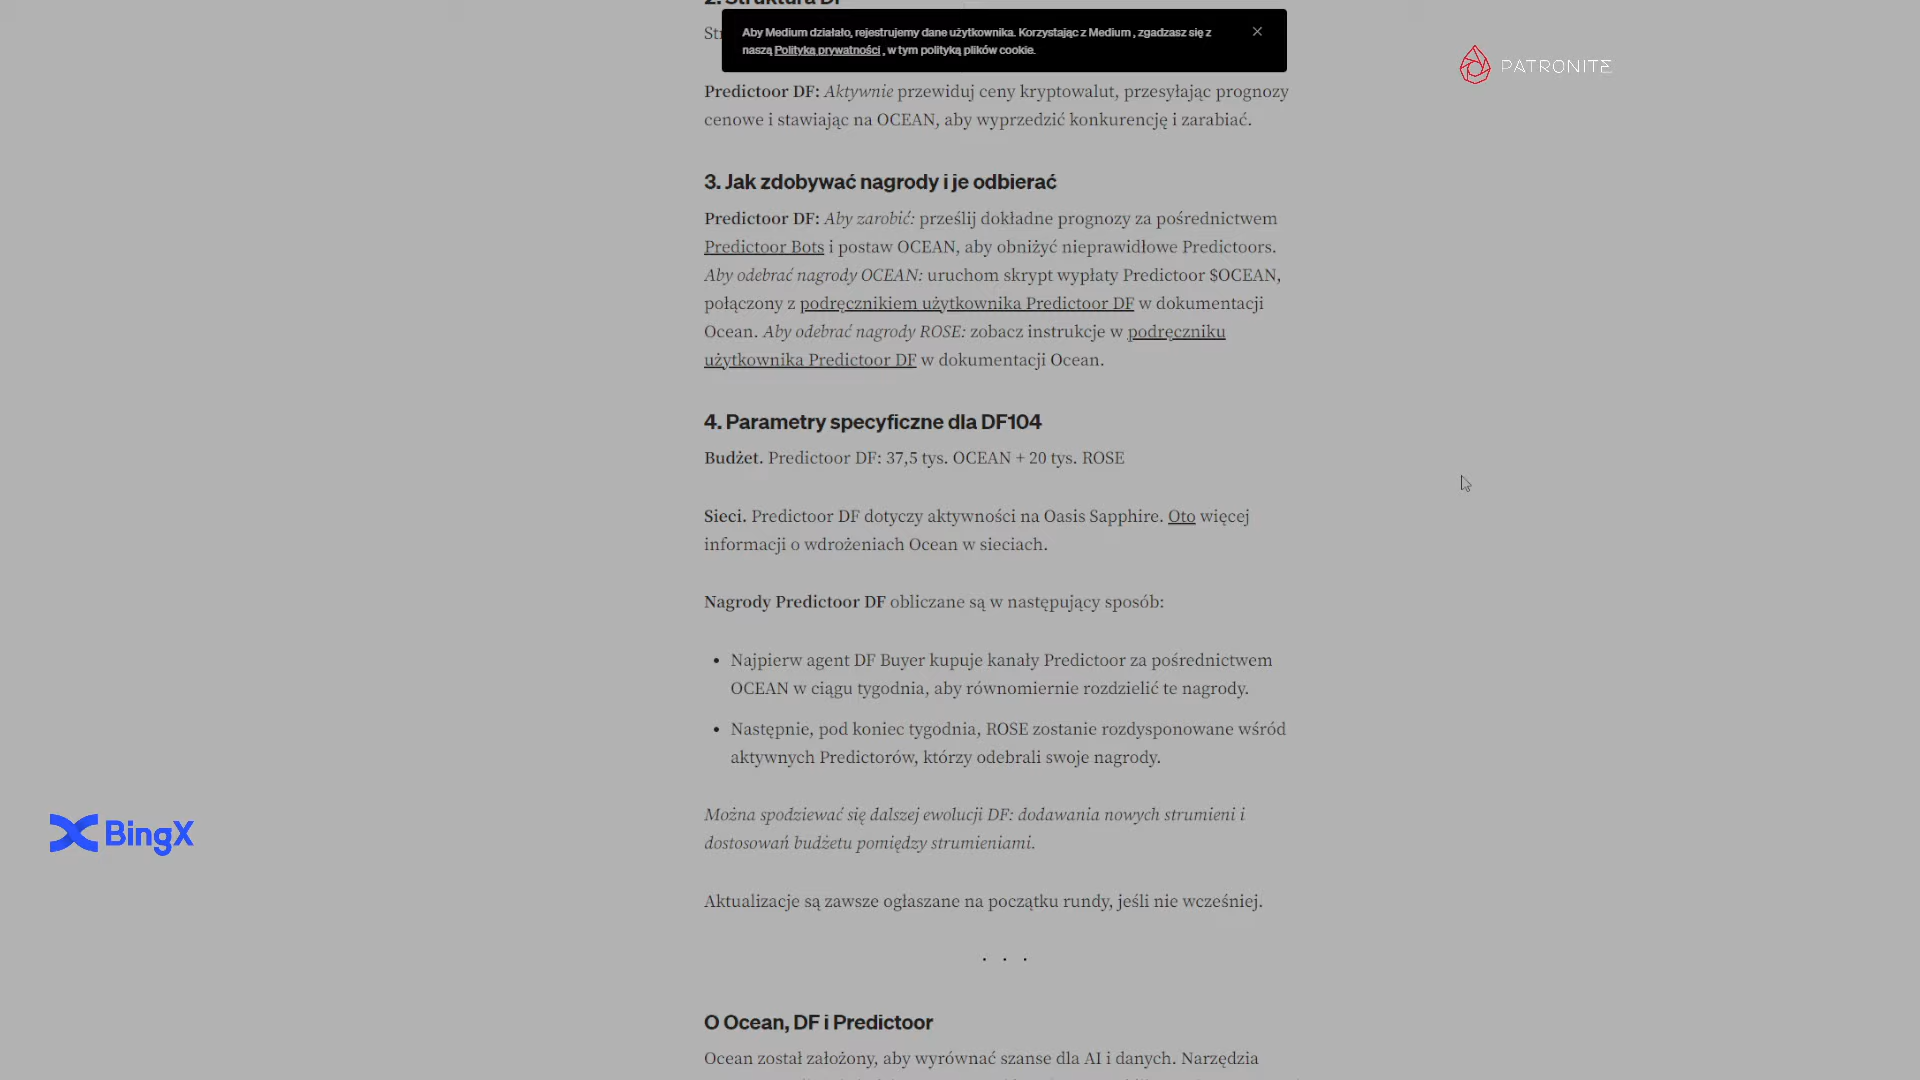 2. Struktura DF
Aby Medium działało, rejestrujemy dane użytkownika. Korzystając z Medium , zgadzasz się z
naszą Polityką prywatności , w tym polityką plików cookie.
PATRONITE
Predictoor DF: Aktywnie przewiduj ceny kryptowalut, przesyłając prognozy
cenowe i stawiając na OCEAN, aby wyprzedzić konkurencję i zarabiać.
3. Jak zdobywać nagrody i je odbierać
Predictoor DF: Aby zarobić: prześlij dokładne prognozy za pośrednictwem
Predictoor Bots i postaw OCEAN, aby obniżyć nieprawidłowe Predictoors.
Aby odebrać nagrody OCEAN: uruchom skrypt wypłaty Predictoor $OCEAN,
połączony z podręcznikiem użytkownika Predictoor DF w dokumentacji
Ocean. Aby odebrać nagrody ROSE: zobacz instrukcje w podręczniku
użytkownika Predictoor DF w dokumentacji Ocean.
4. Parametry specyficzne dla DF104
Budżet. Predictoor DF: 37,5 tys. OCEAN + 20 tys. ROSE
Sieci. Predictoor DF dotyczy aktywności na Oasis Sapphire. Oto więcej
informacji o wdrożeniach Ocean w sieciach.
Nagrody Predictoor DF obliczane są w następujący sposób:
• Najpierw agent DF Buyer kupuje kanały Predictoor za pośrednictwem
OCEAN w ciągu tygodnia, aby równomiernie rozdzielić te nagrody.
• Następnie, pod koniec tygodnia, ROSE zostanie rozdysponowane wśród
aktywnych Predictorów, którzy odebrali swoje nagrody.
Można spodziewać się dalszej ewolucji DF: dodawania nowych strumieni i
dostosowań budżetu pomiędzy strumieniami.
BingX
Aktualizacje są zawsze ogłaszane na początku rundy, jeśli nie wcześniej.
. . .
O Ocean, DF i Predictoor
Ocean został założony, aby wyrównać szanse dla AI i danych. Narzędzia